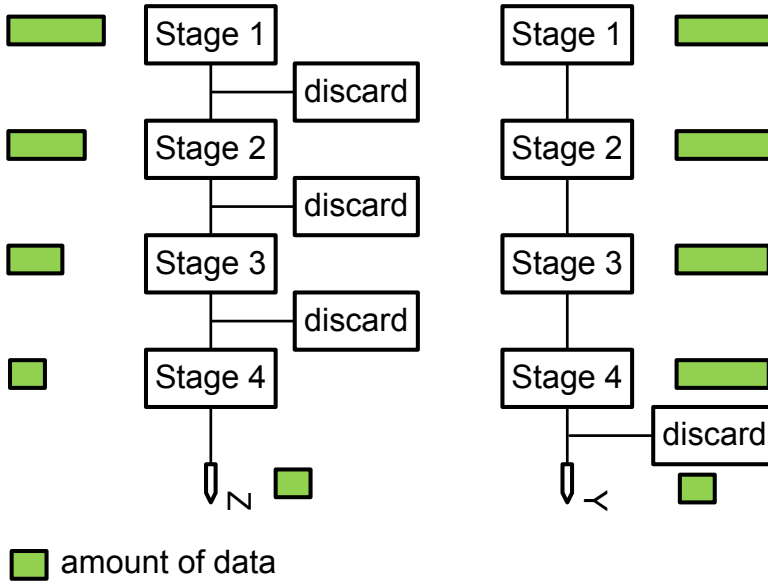 Stage 1
discard
Stage 2
discard
Stage 3
discard
Stage 4
Z
Stage 1
Stage 2
Stage 3
Stage 4
discard
Y
amount of data